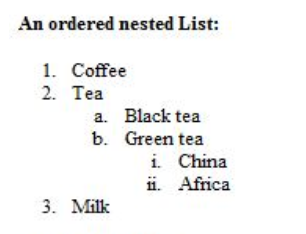 An ordered nested List:
1. Coffee
2. Tea
a. Black tea
b. Green tea
i. China
ii. Africa
3. Milk